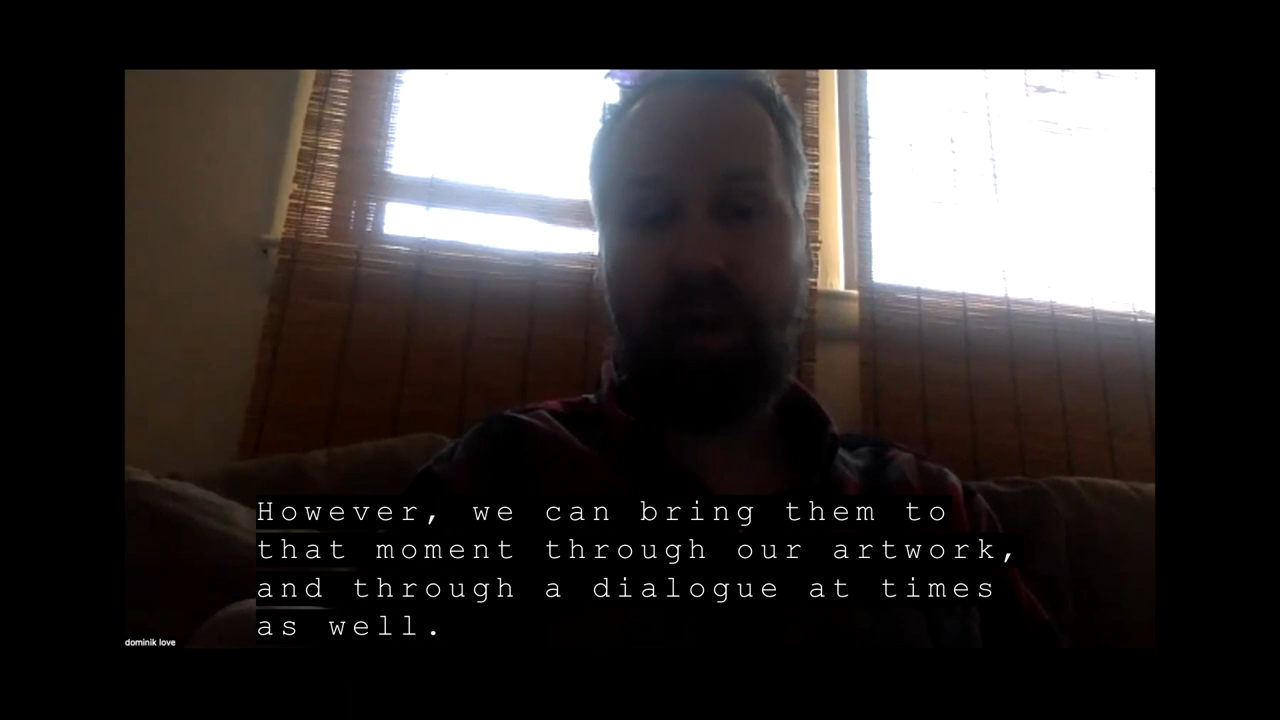 However, we can bring them to
that moment through our artwork,
and through a dialogue at times
as well.
dominik love